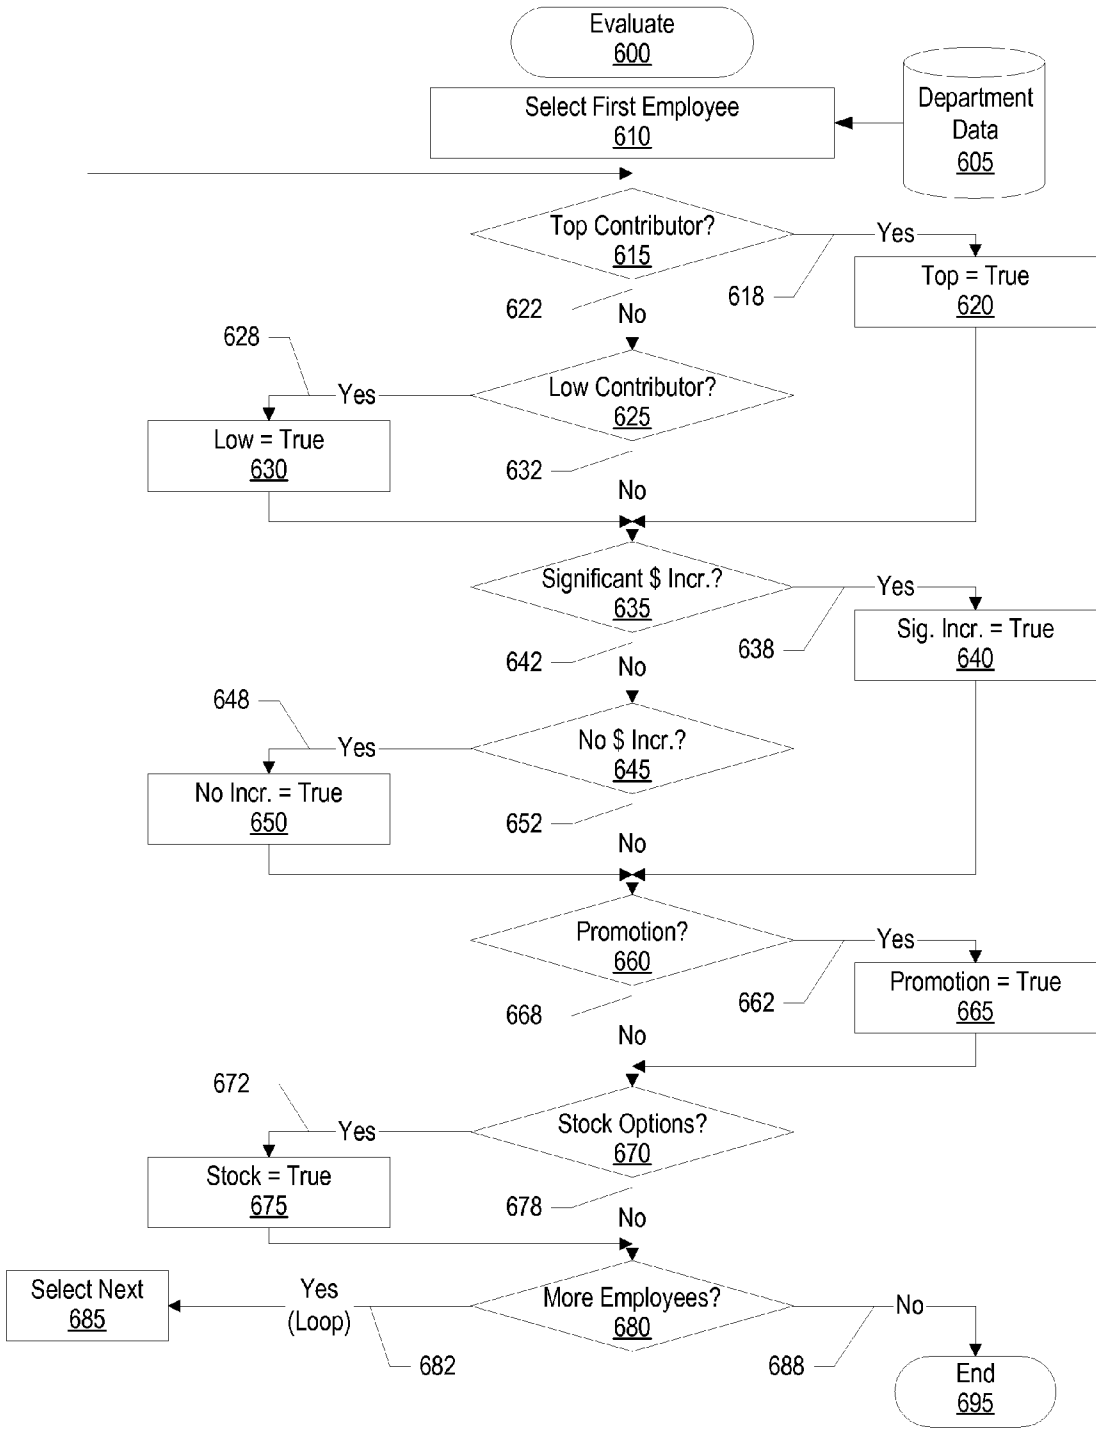 Evaluate
600
Select First Employee
610
Department
Data
605
Top Contributor?
615
Yes
618
Top = True
620
622
No
628
Yes
Low Contributor?
625
Low = True
630
632
No
Significant $ Incr.?
635
Yes
638
Sig. Incr. = True
640
642
No
648
Yes
No $ Incr.?
645
No Incr. = True
650
652
No
Promotion?
660
Yes
662
Promotion = True
665
668
No
672
Yes
Stock Options?
670
Stock = True
675
678
No
Select Next
685
Yes
(Loop)
682
More Employees?
680
No
688
End
695